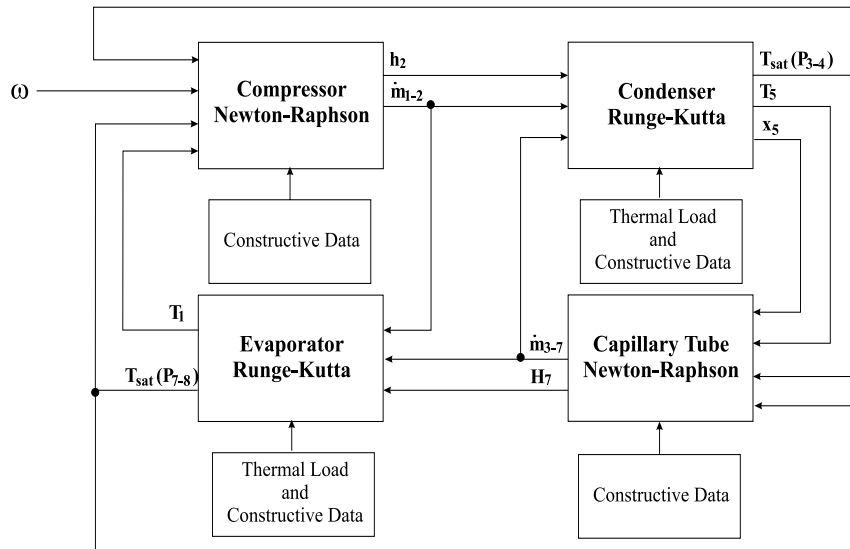 ω
Compressor
Newton-Raphson
h₂
ṁ₁₋₂
Condenser
Runge-Kutta
Tsat(P₃₋₄)
T₅
x₅
Constructive Data
Thermal Load
and
Constructive Data
T₁
Tsat(P₇₋₈)
Evaporator
Runge-Kutta
ṁ₃₋₇
H₇
Capillary Tube
Newton-Raphson
Thermal Load
and
Constructive Data
Constructive Data